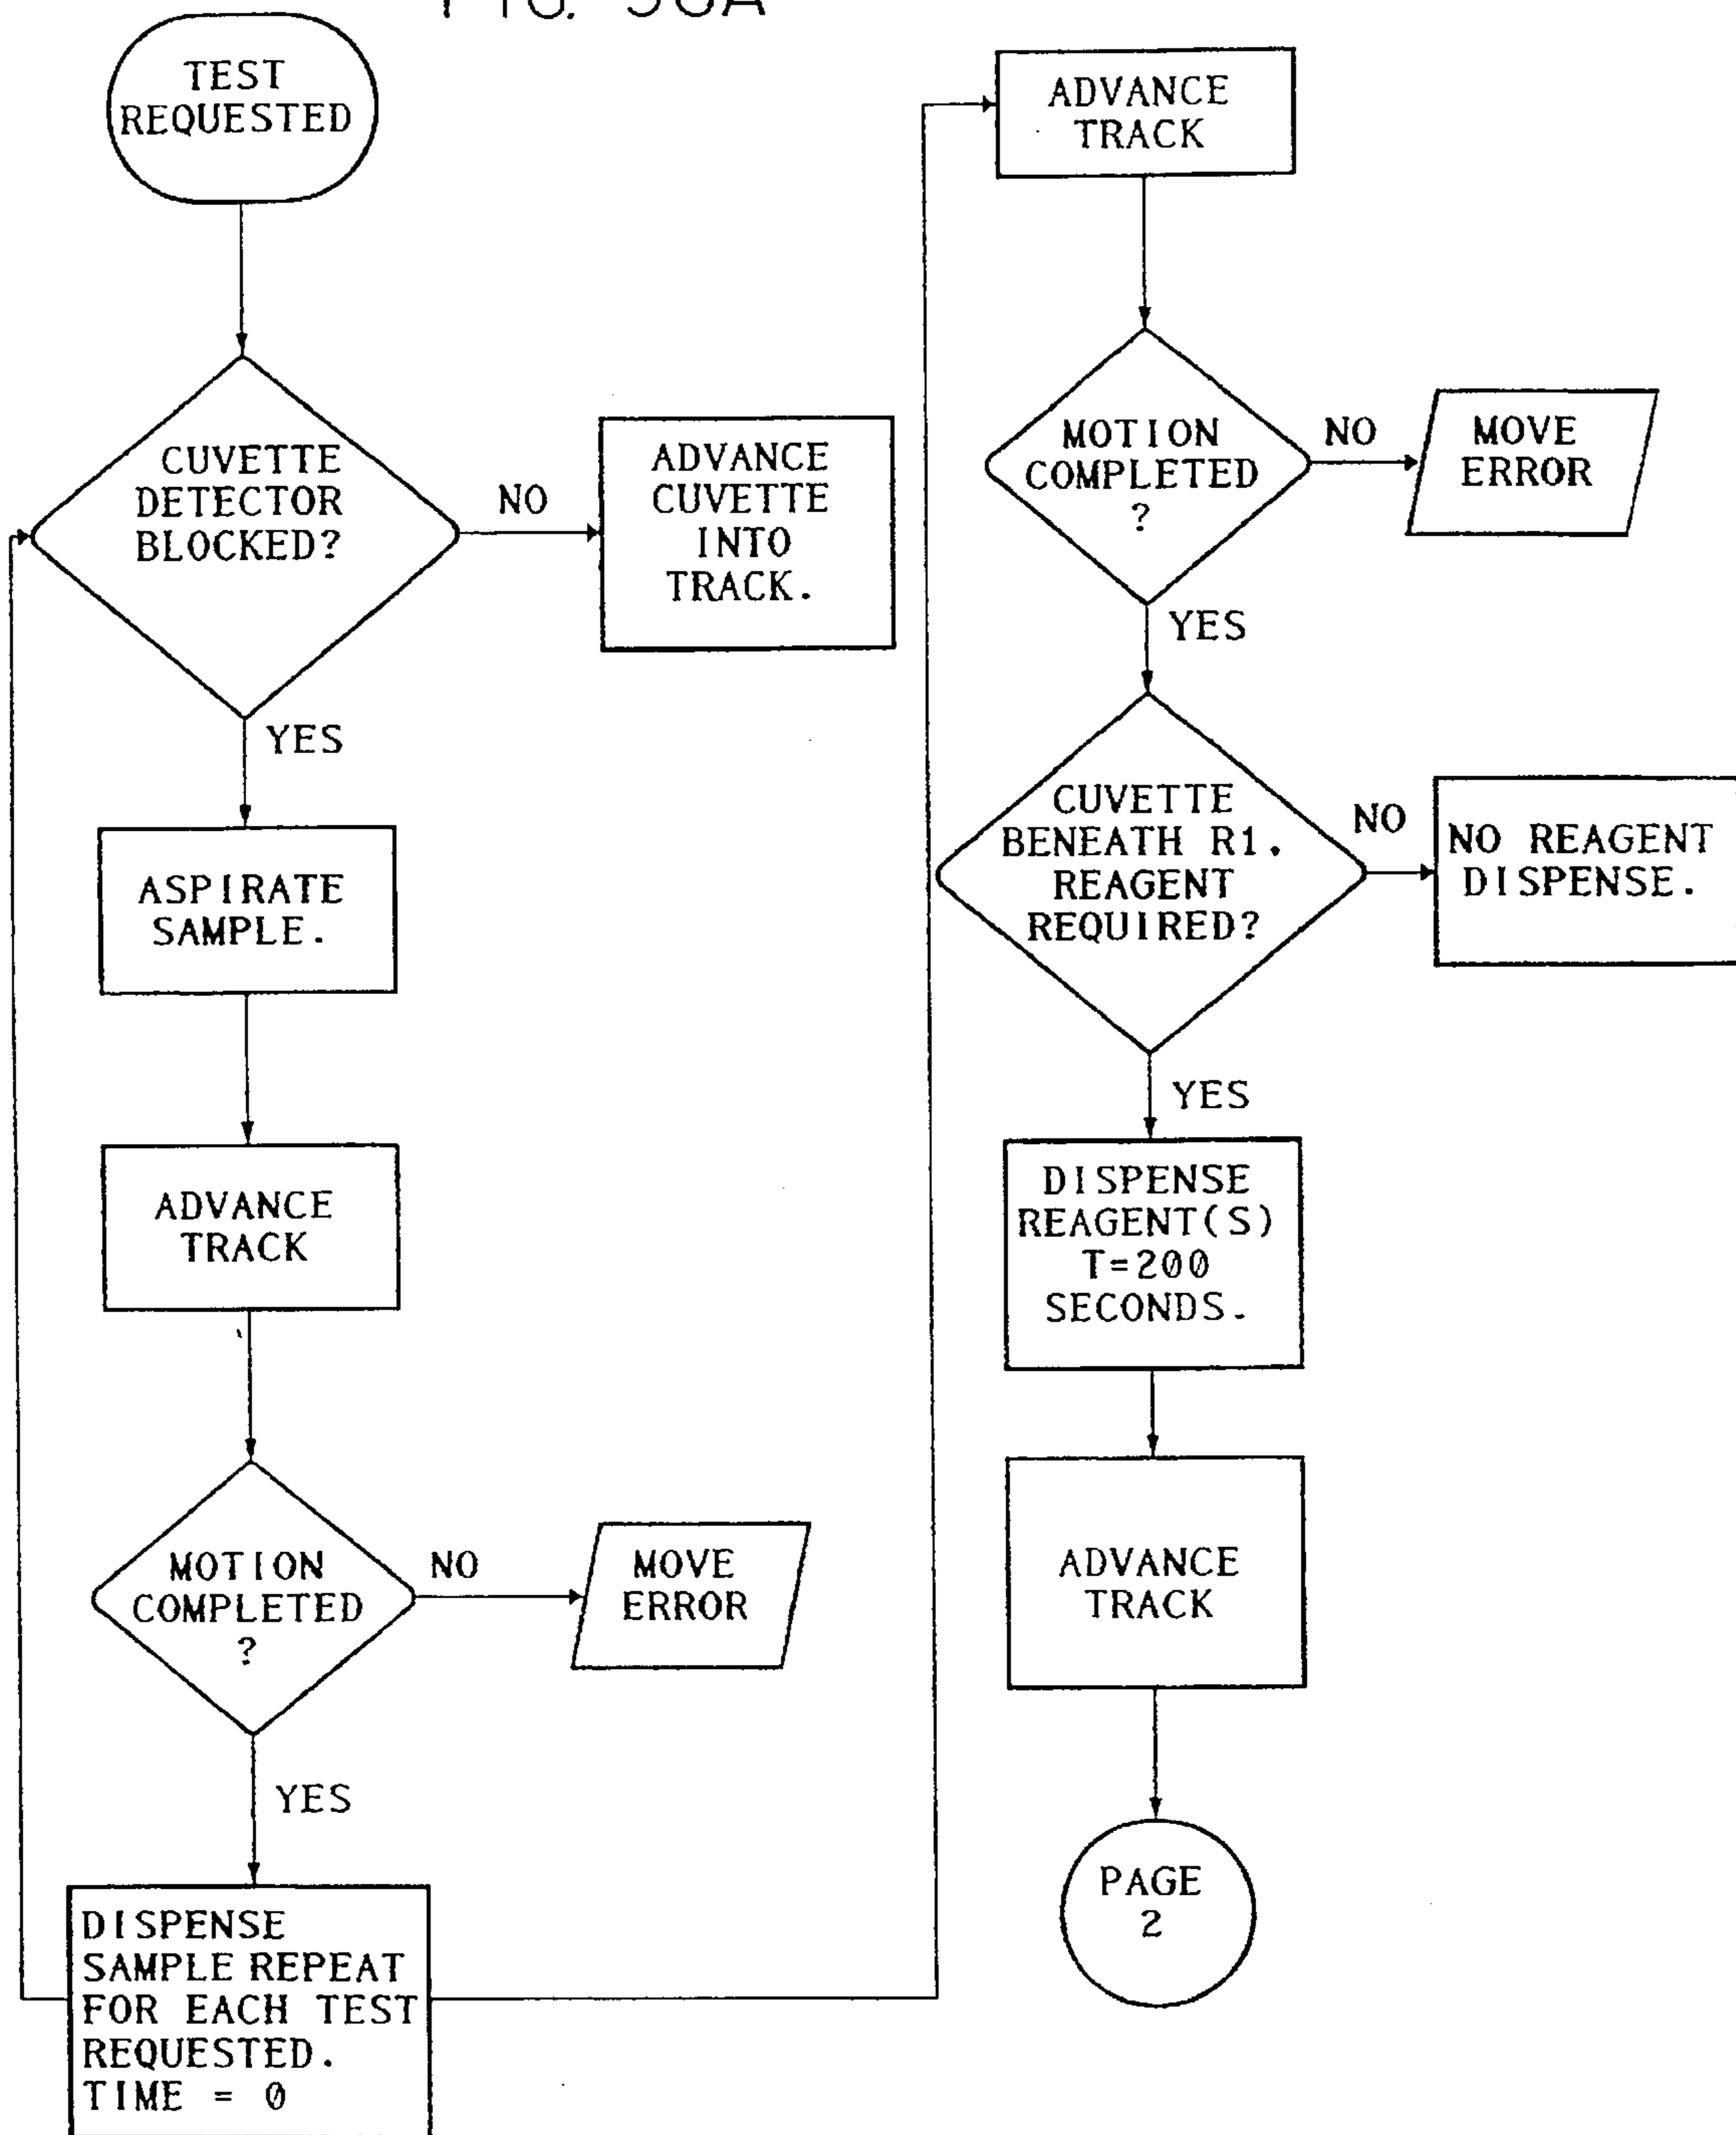 TEST
REQUESTED
CUVETTE
DETECTOR
BLOCKED?
NO
ADVANCE
CUVETTE
INTO
TRACK.
YES
ASPIRATE
SAMPLE.
ADVANCE
TRACK
MOTION
COMPLETED
?
NO
MOVE
ERROR
YES
DISPENSE
SAMPLE REPEAT
FOR EACH TEST
REQUESTED.
TIME = 0
ADVANCE
TRACK
MOTION
COMPLETED
?
NO
MOVE
ERROR
YES
CUVETTE
BENEATH R1.
REAGENT
REQUIRED?
NO
NO REAGENT
DISPENSE.
YES
DISPENSE
REAGENT(S)
T=200
SECONDS.
ADVANCE
TRACK
PAGE
2